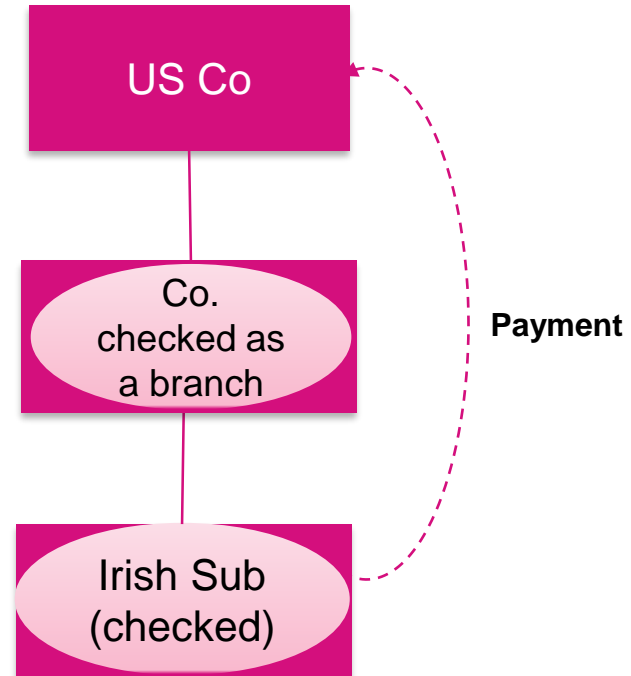 US Co
Co.
checked as
a branch
Payment
Irish Sub
(checked)